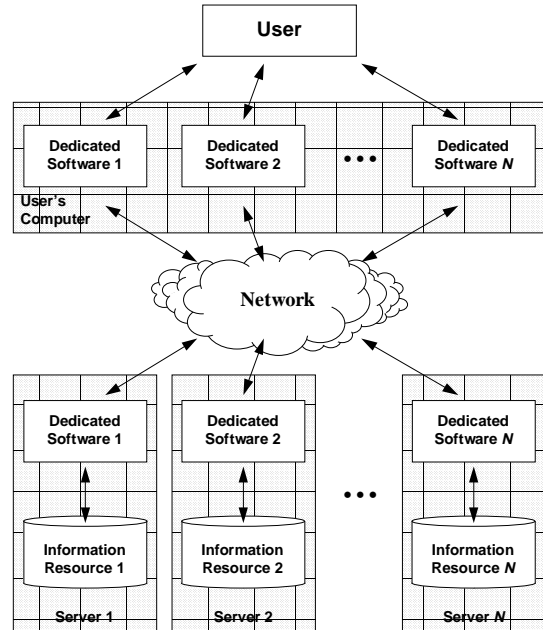 User
Dedicated
Software 1
Dedicated
Software 2
Dedicated
Software N
User's
Computer
Network
Dedicated
Software 1
Dedicated
Software 2
Dedicated
Software N
Information
Resource 1
Information
Resource 2
Information
Resource N
Server 1
Server 2
Server N